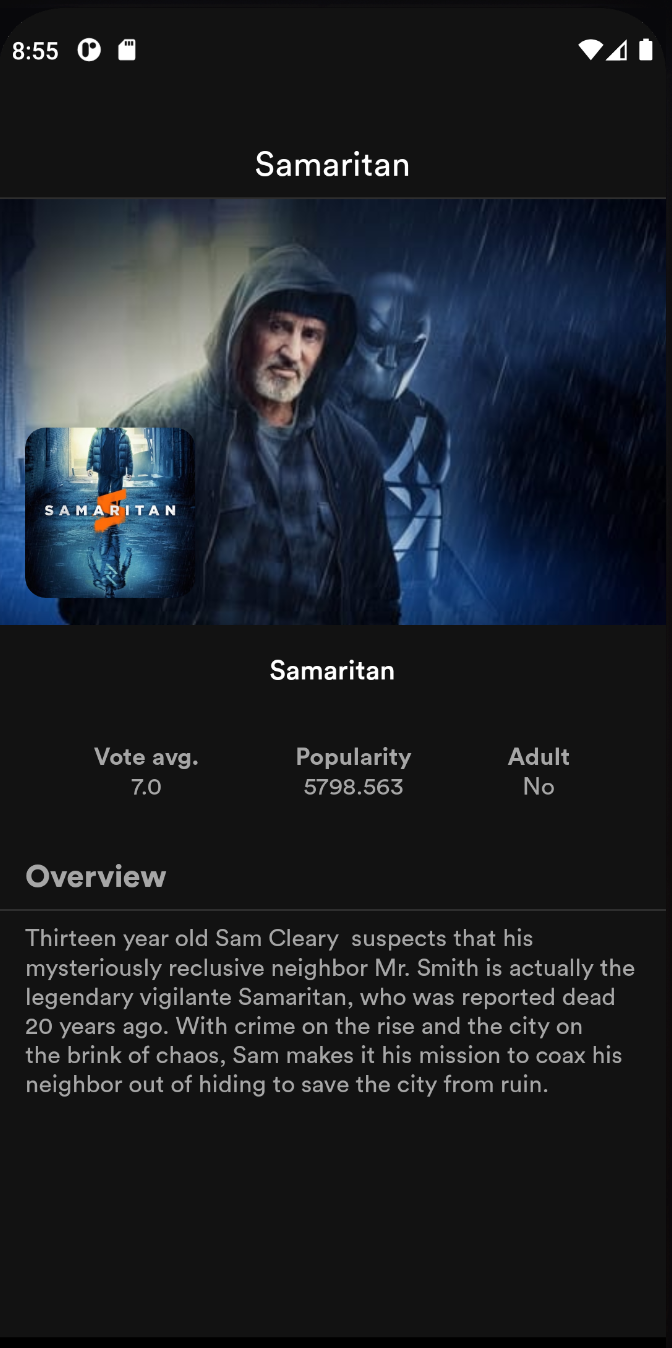 8:55
Samaritan
SAMARITAN
Samaritan
Vote avg. Popularity Adult
7.0 5798.563 No
Overview
Thirteen year old Sam Cleary  suspects that his
mysteriously reclusive neighbor Mr. Smith is actually the
legendary vigilante Samaritan, who was reported dead
20 years ago. With crime on the rise and the city on
the brink of chaos, Sam makes it his mission to coax his
neighbor out of hiding to save the city from ruin.